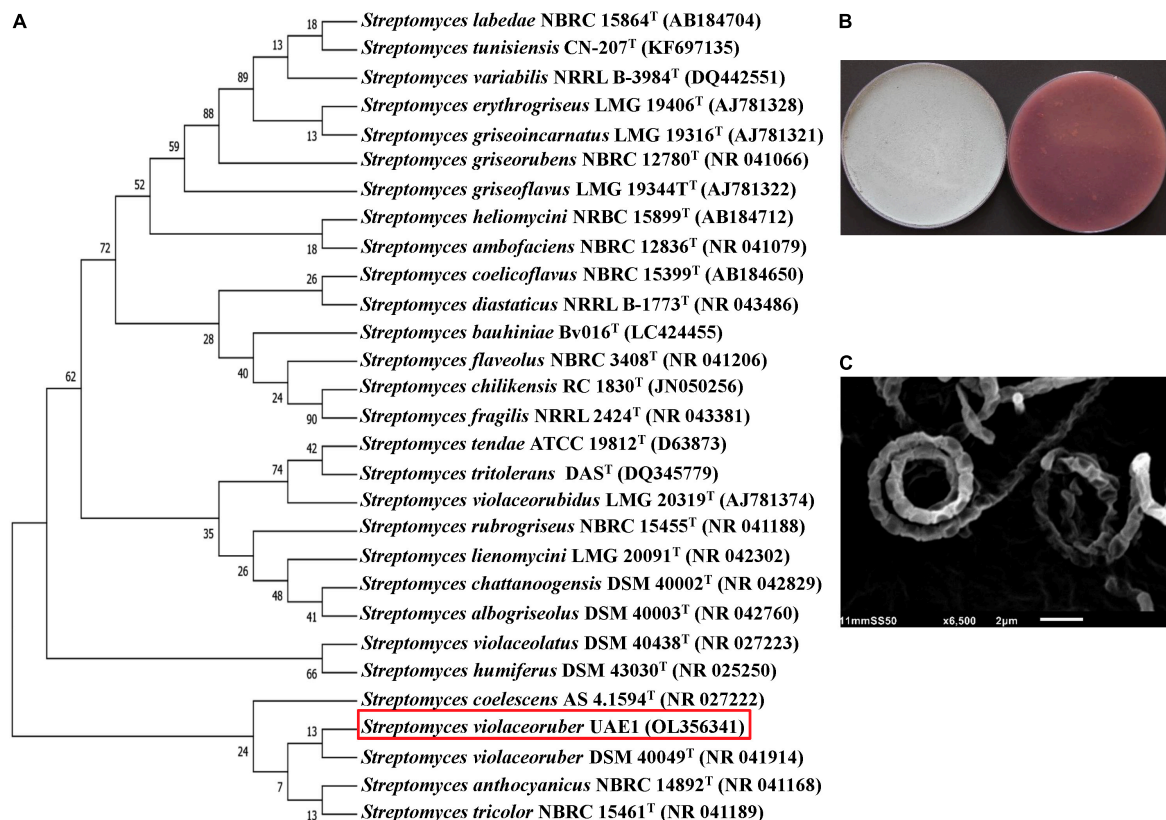 A
B
Streptomyces labedae NBRC 15864ᵀ (AB184704)
18
13
Streptomyces tunisiensis CN-207ᵀ (KF697135)
Streptomyces variabilis NRRL B-3984ᵀ (DQ442551)
89
Streptomyces erythrogriseus LMG 19406ᵀ (AJ781328)
88
13
Streptomyces griseoincarnatus LMG 19316ᵀ (AJ781321)
59
Streptomyces griseorubens NBRC 12780ᵀ (NR 041066)
52
Streptomyces griseoflavus LMG 19344Tᵀ (AJ781322)
Streptomyces heliomycini NRBC 15899ᵀ (AB184712)
72
18
Streptomyces ambofaciens NBRC 12836ᵀ (NR 041079)
Streptomyces coelicoflavus NBRC 15399ᵀ (AB184650)
26
Streptomyces diastaticus NRRL B-1773ᵀ (NR 043486)
28
Streptomyces bauhiniae Bv016ᵀ (LC424455)
Streptomyces flaveolus NBRC 3408ᵀ (NR 041206)
40
62
Streptomyces chilikensis RC 1830ᵀ (JN050256)
24
90
Streptomyces fragilis NRRL 2424ᵀ (NR 043381)
Streptomyces tendae ATCC 19812ᵀ (D63873)
42
74
Streptomyces tritolerans DASᵀ (DQ345779)
Streptomyces violaceorubidus LMG 20319ᵀ (AJ781374)
35
Streptomyces rubrogriseus NBRC 15455ᵀ (NR 041188)
Streptomyces lienomycini LMG 20091ᵀ (NR 042302)
26
Streptomyces chattanoogensis DSM 40002ᵀ (NR 042829)
48
41
Streptomyces albogriseolus DSM 40003ᵀ (NR 042760)
Streptomyces violaceolatus DSM 40438ᵀ (NR 027223)
66
Streptomyces humiferus DSM 43030ᵀ (NR 025250)
Streptomyces coelescens AS 4.1594ᵀ (NR 027222)
Streptomyces violaceoruber UAE1 (OL356341)
13
24
Streptomyces violaceoruber DSM 40049ᵀ (NR 041914)
Streptomyces anthocyanicus NBRC 14892ᵀ (NR 041168)
7
13
Streptomyces tricolor NBRC 15461ᵀ (NR 041189)
C
11mmSS50 x6,500 2µm